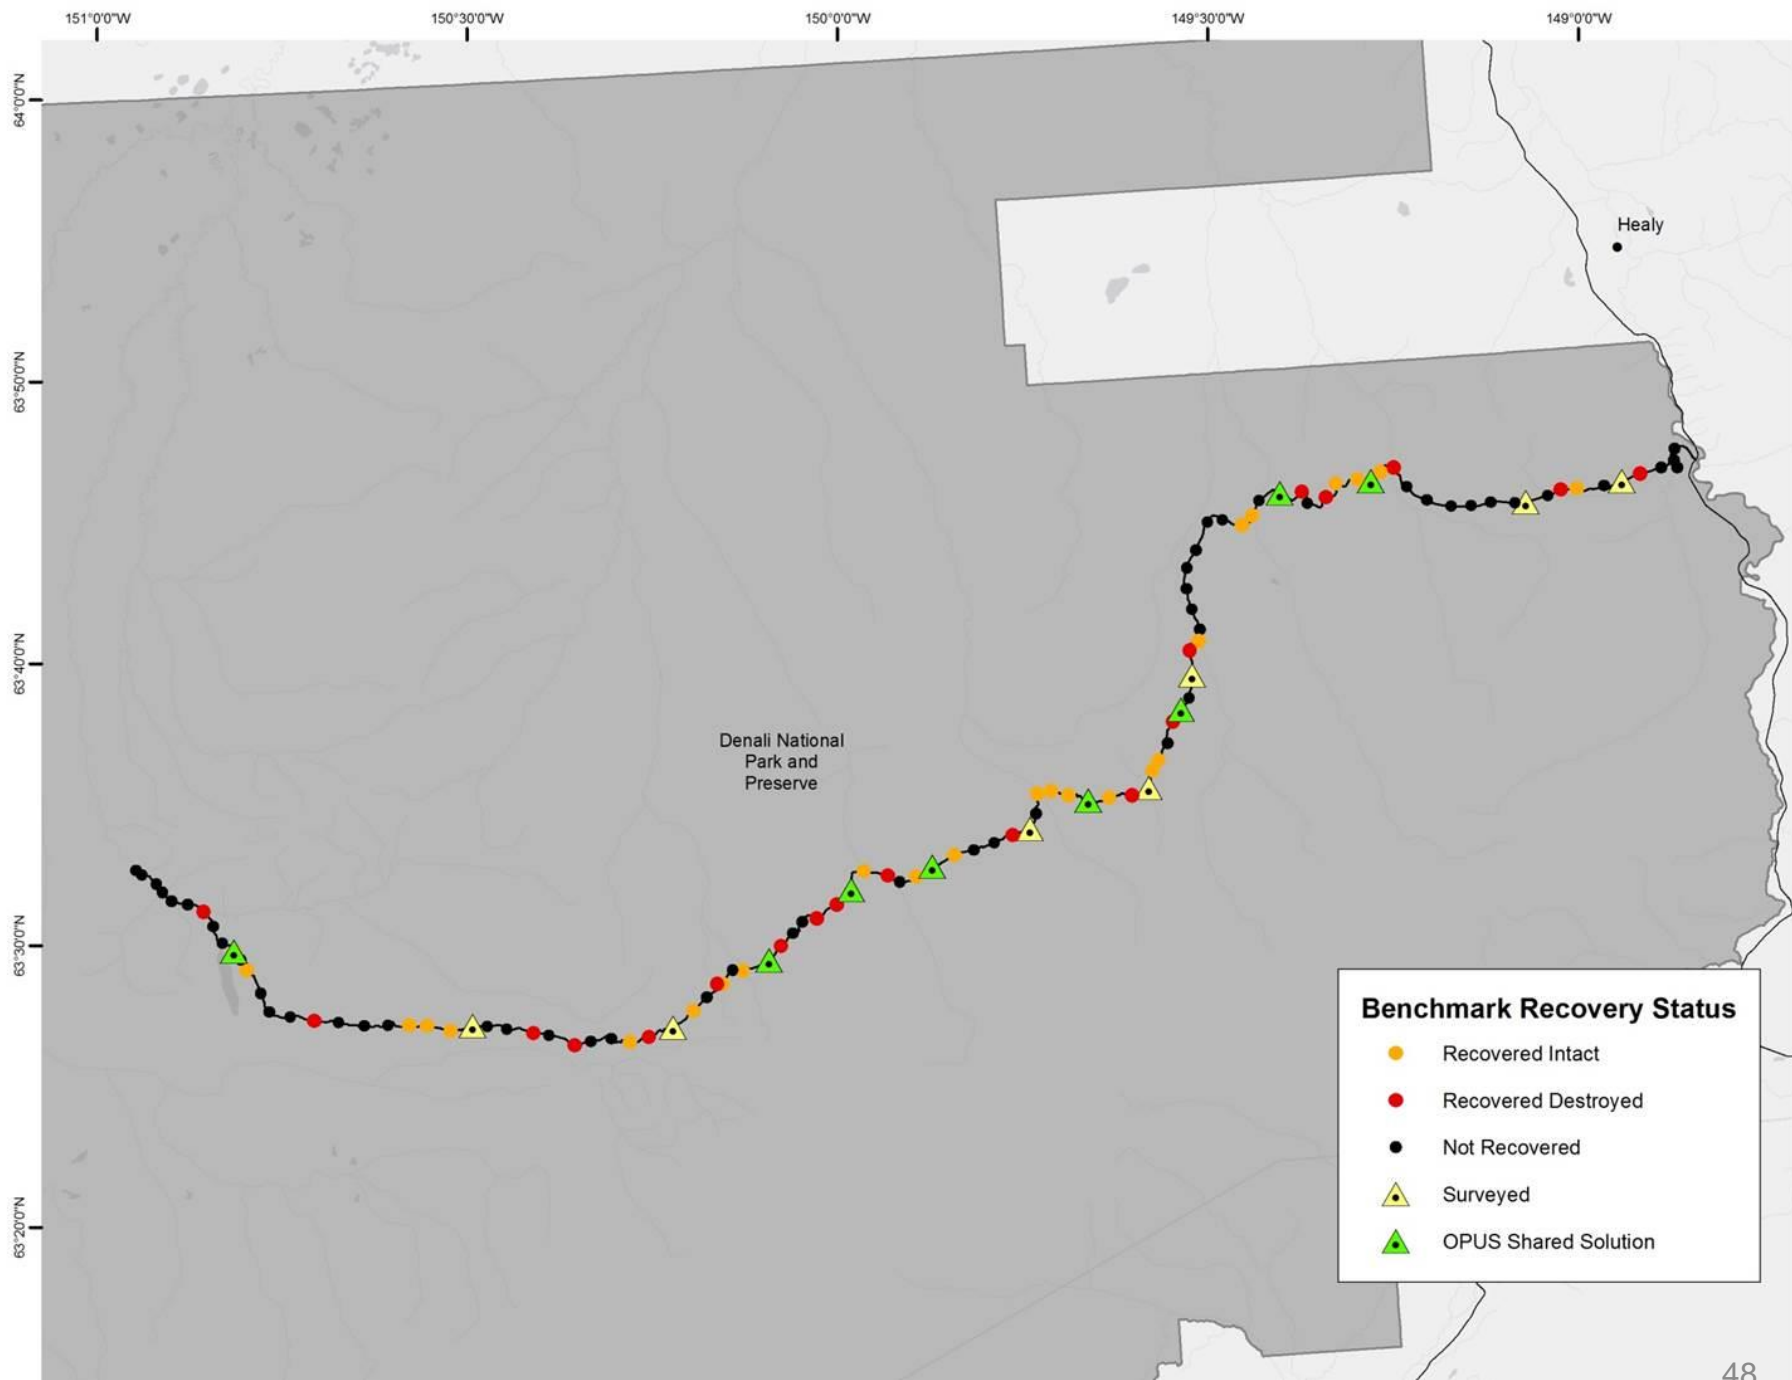 151°0'0"W
150°30'0"W
150°0'0"W
149°30'0"W
149°0'0"W
64°0'0"N
63°50'0"N
63°40'0"N
63°30'0"N
63°20'0"N
Healy
Denali National
Park and
Preserve
Benchmark Recovery Status
Recovered Intact
Recovered Destroyed
Not Recovered
Surveyed
OPUS Shared Solution
48